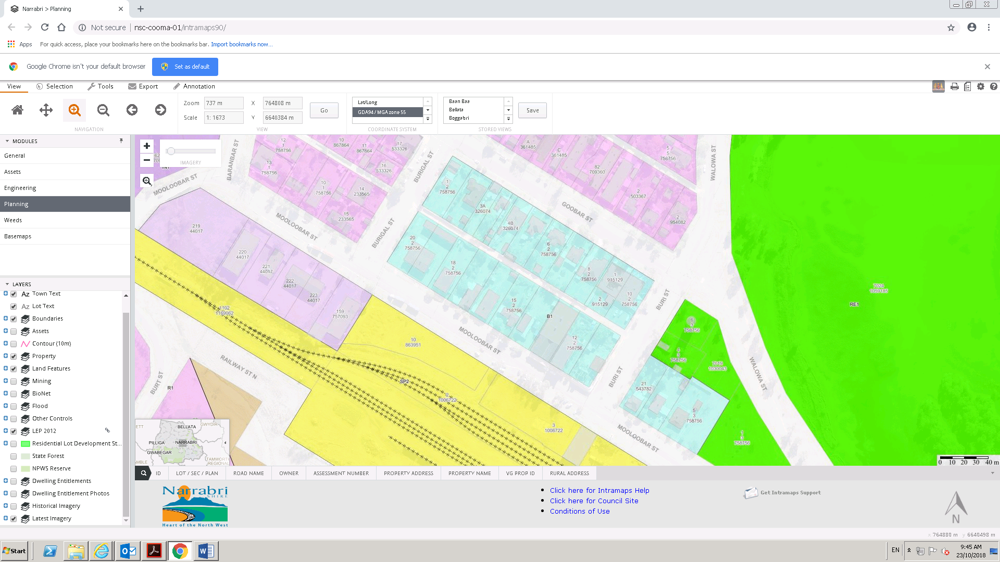 Narrabri > Planning
Not secure | nsc-cooma-01/intramaps90/
Apps For quick access, place your bookmarks here on the bookmarks bar. Import bookmarks now...
Google Chrome isn't your default browser Set as default
View Selection Tools Export Annotation
Zoom 737 m X 764808 m Go
Scale 1: 1673 Y 6640384 m
Lat/Long
GDA94 / MGA zone 55
Baan Baa
Bellata
Boggabri
Save
NAVIGATION VIEW COORDINATE SYSTEM STORED VIEWS
MODULES
General
Assets
Engineering
Planning
Weeds
Basemaps
LAYERS
Az Town Text
Az Lot Text
Boundaries
Assets
Contour (10m)
Property
Land Features
Mining
BioNet
Flood
Other Controls
LEP 2012
Residential Lot Development St...
State Forest
NPWS Reserve
Dwelling Entitlements
Dwelling Entitlement Photos
Historical Imagery
Latest Imagery
IMAGERY
MOOLOOBAR ST
BARANBAR ST
12
1
758756
10
867864
11
867864
17
533326
13
1
758756
16
533326
10
1
758756
14
233565
15
233565
BURIGAL ST
A
361485
C
361485
5
5
758756
82
709360
2
503367
2
954082
WALOWA ST
GOOBAR ST
1
2
758756
3A
326074
4B
326074
6
2
758756
8
2
758756
1
915129
2
915129
10
2
758756
MOOLOOBAR ST
BURIGAL ST
20
2
758756
18
2
758756
15
2
758756
B1
12
2
758756
219
44017
220
44017
221
44017
222
44017
223
44017
159
757093
1102
1169062
10
863951
SP2
2
1006722
3
1006722
MOOLOOBAR ST
RAILWAY ST N
BURT ST
R1
BURI ST
BURI ST
6
3
758756
4
3
758756
7019
1030043
21
543782
5
3
758756
1
3
758756
MOOLOOBAR ST
WALOWA ST
7024
1059185
RE1
BELLATA
GWYDIR
PILLIGA
NARRABRI
GWABEGAR
TAMWORTH
REGIONAL
0 10 20 30 40 m
ID LOT / SEC / PLAN ROAD NAME OWNER ASSESSMENT NUMBER PROPERTY ADDRESS PROPERTY NAME VG PROP ID RURAL ADDRESS
Narrabri
SHIRE
Heart of the North West
Click here for Intramaps Help
Click here for Council Site
Conditions of Use
Get Intramaps Support
N
x 764880 m y 6640498 m
Start
EN
9:45 AM
23/10/2018